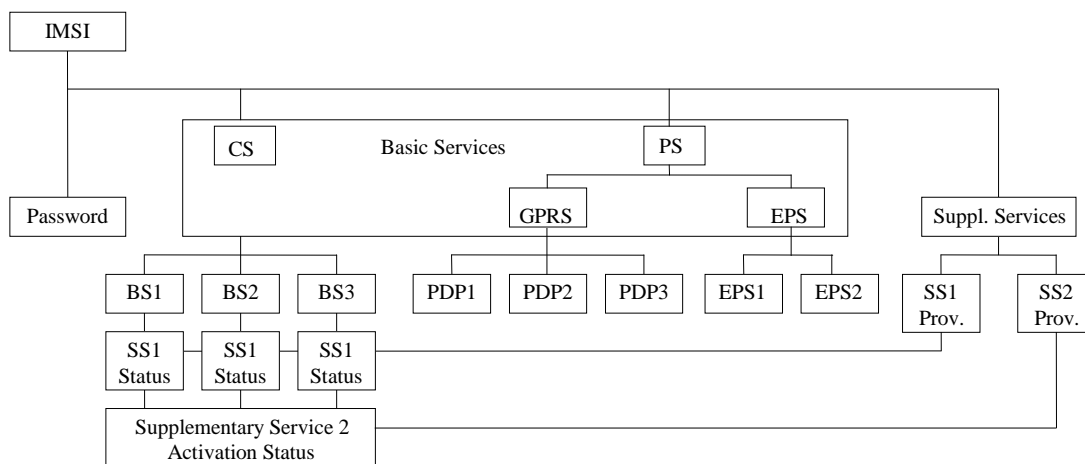 IMSI
CS
Basic Services
PS
Password
GPRS
EPS
Suppl. Services
BS1
BS2
BS3
PDP1
PDP2
PDP3
EPS1
EPS2
SS1
Prov.
SS2
Prov.
SS1
Status
SS1
Status
SS1
Status
Supplementary Service 2
Activation Status